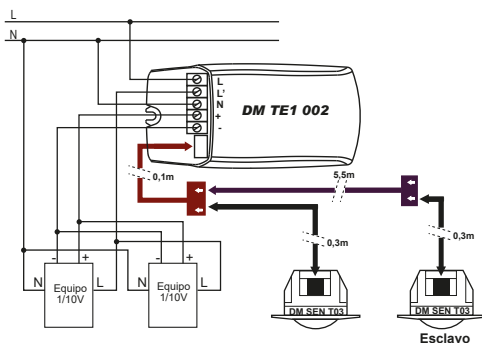 L
N
L
L'
N
+
-
DM TE1 002
0,1m
5,5m
0,3m
0,3m
- +
- +
N Equipo 1/10V L
N Equipo 1/10V L
DM SEN T03
DM SEN T03
Esclavo